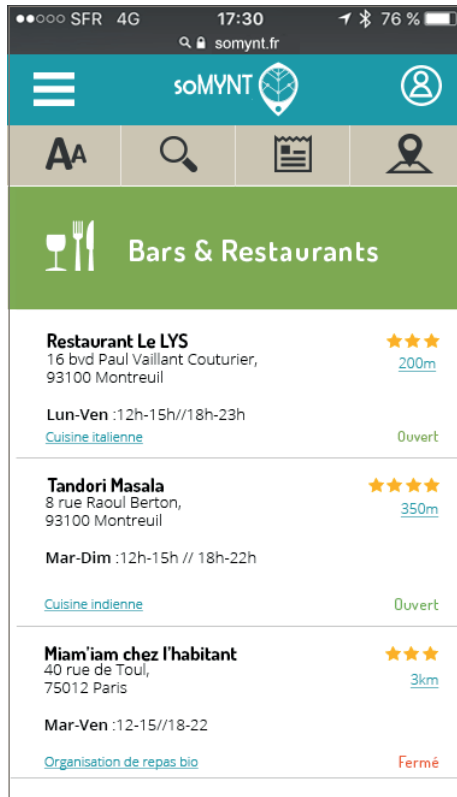 SFR 4G 17:30 76 %
somynt.fr
soMYNT
AA
Bars & Restaurants
Restaurant Le LYS
16 bvd Paul Vaillant Couturier,
200m
93100 Montreuil
Lun-Ven :12h-15h//18h-23h
Cuisine italienne
Ouvert
Tandori Masala
8 rue Raoul Berton,
350m
93100 Montreuil
Mar-Dim :12h-15h // 18h-22h
Cuisine indienne
Ouvert
Miam'iam chez l'habitant
40 rue de Toul,
3km
75012 Paris
Mar-Ven :12-15//18-22
Organisation de repas bio
Fermé